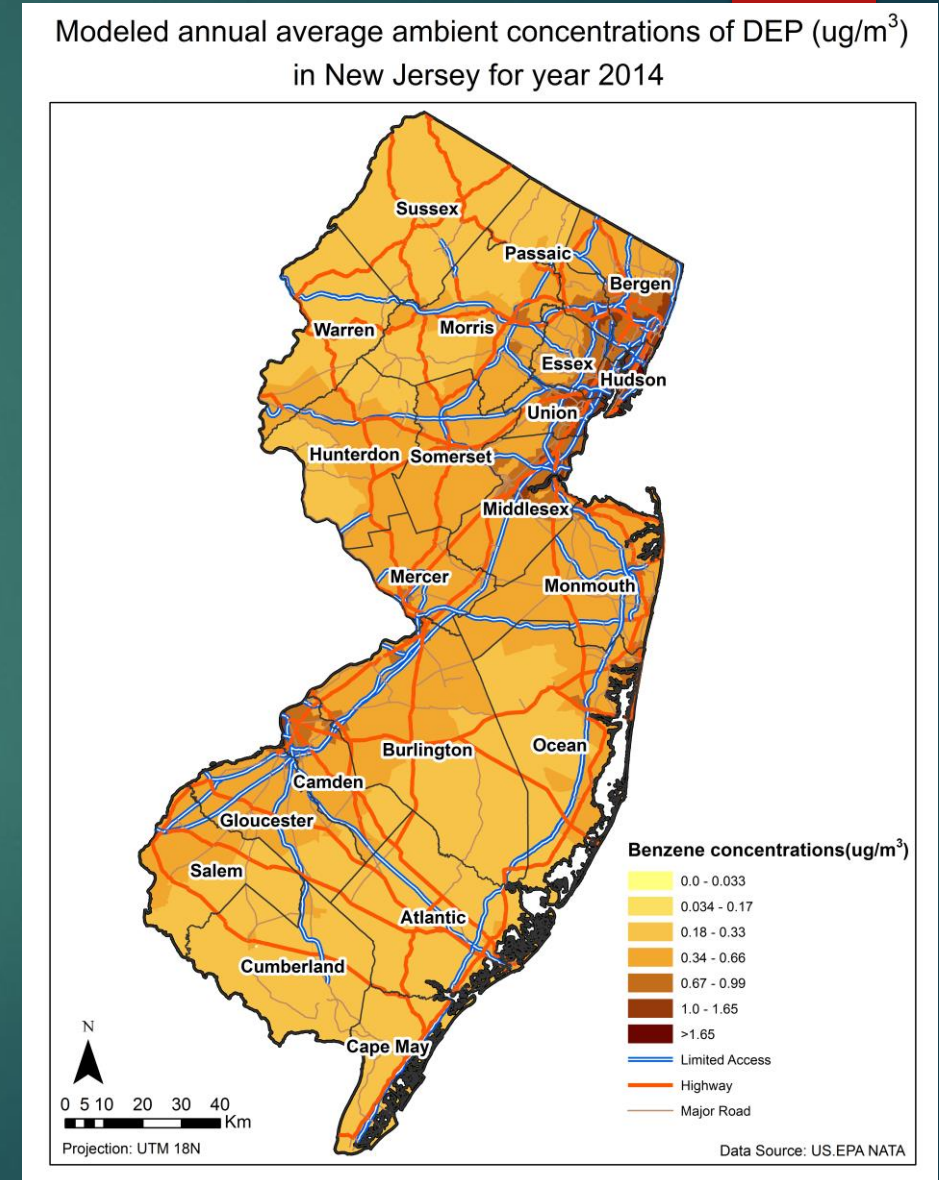 Modeled annual average ambient concentrations of DEP (ug/m³)
in New Jersey for year 2014
Sussex
Passaic
Bergen
Warren
Morris
Essex
Hudson
Union
Hunterdon
Somerset
Middlesex
Mercer
Monmouth
Burlington
Ocean
Camden
Gloucester
Salem
Atlantic
Cumberland
Cape May
Benzene concentrations(ug/m³)
0.0 - 0.033
0.034 - 0.17
0.18 - 0.33
0.34 - 0.66
0.67 - 0.99
1.0 - 1.65
>1.65
Limited Access
Highway
Major Road
N
0 5 10 20 30 40
Km
Projection: UTM 18N
Data Source: US.EPA NATA